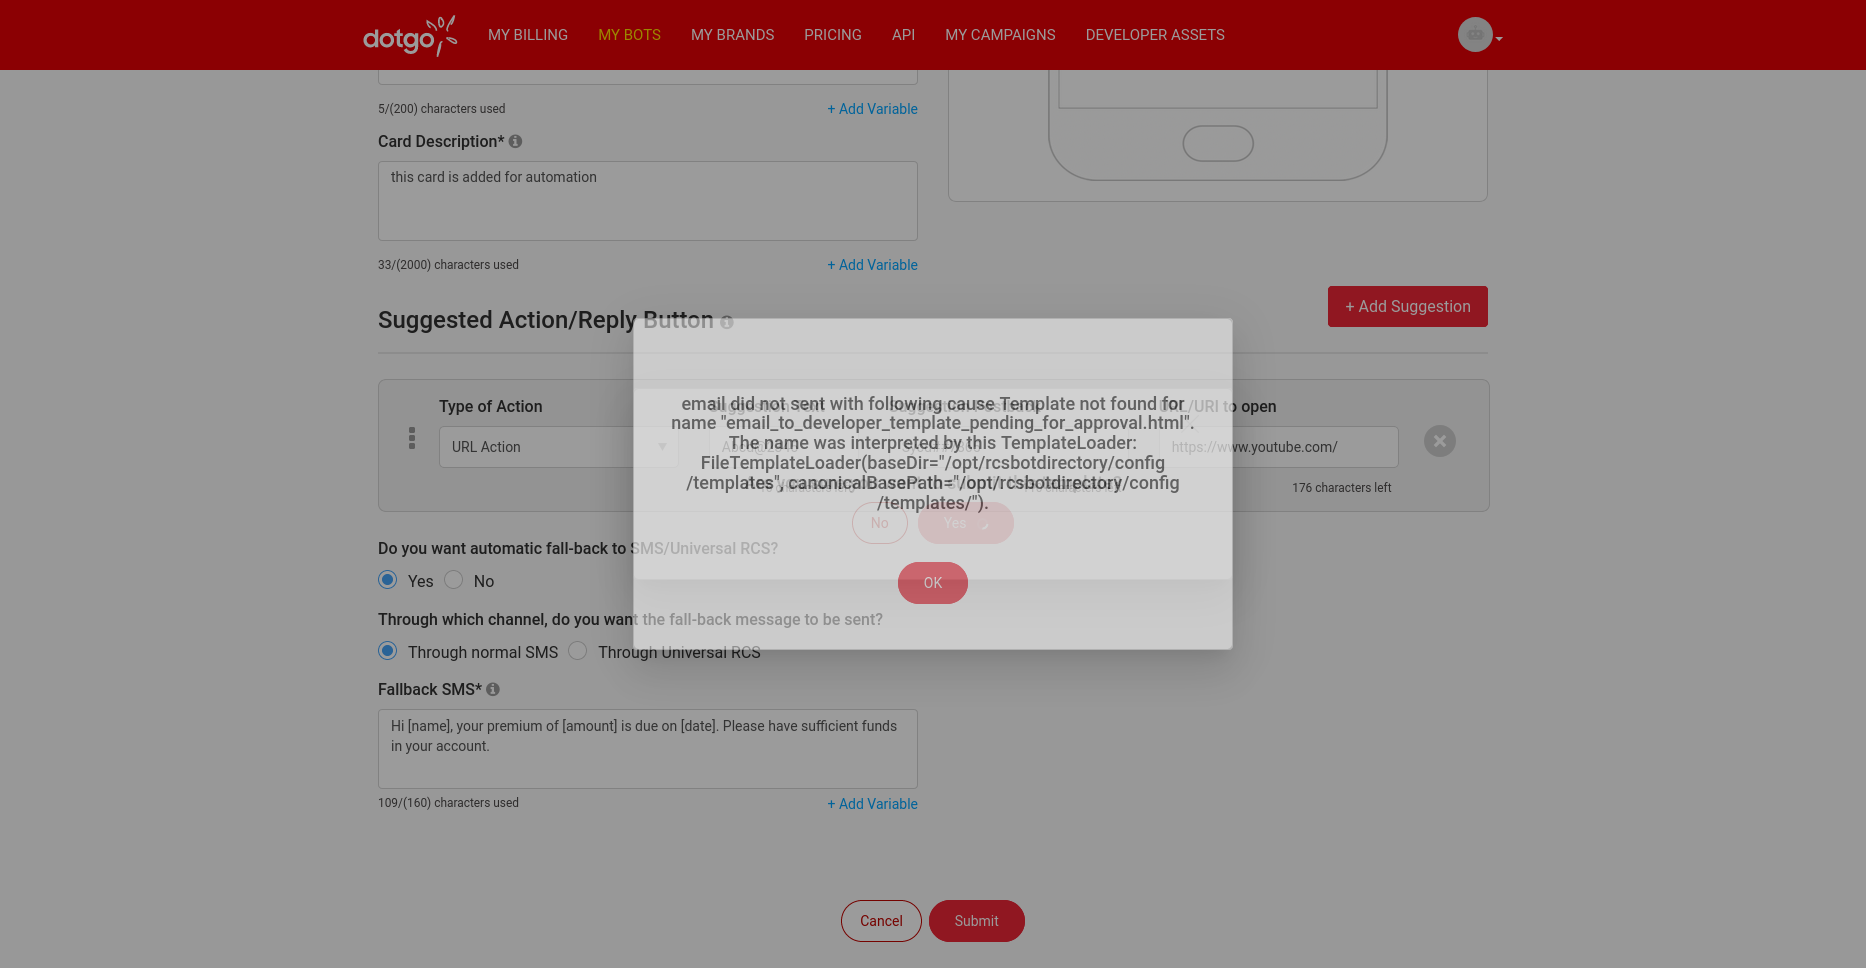 dotgo
MY BILLING
MY BOTS
MY BRANDS
PRICING
API
MY CAMPAIGNS
DEVELOPER ASSETS
5/(200) characters used
+ Add Variable
Card Description*
this card is added for automation
33/(2000) characters used
+ Add Variable
Suggested Action/Reply Button
+ Add Suggestion
Type of Action
URL/URI to open
URL Action
https://www.youtube.com/
176 characters left
email did not sent with following cause Template not found for
name "email_to_developer_template_pending_for_approval.html".
The name was interpreted by this TemplateLoader:
FileTemplateLoader(baseDir="/opt/rcsbotdirectory/config
/templates", canonicalBasePath="/opt/rcsbotdirectory/config
/templates/").
No
Yes
OK
Do you want automatic fall-back to SMS/Universal RCS?
Yes
No
Through which channel, do you want the fall-back message to be sent?
Through normal SMS
Through Universal RCS
Fallback SMS*
Hi [name], your premium of [amount] is due on [date]. Please have sufficient funds
in your account.
109/(160) characters used
+ Add Variable
Cancel
Submit